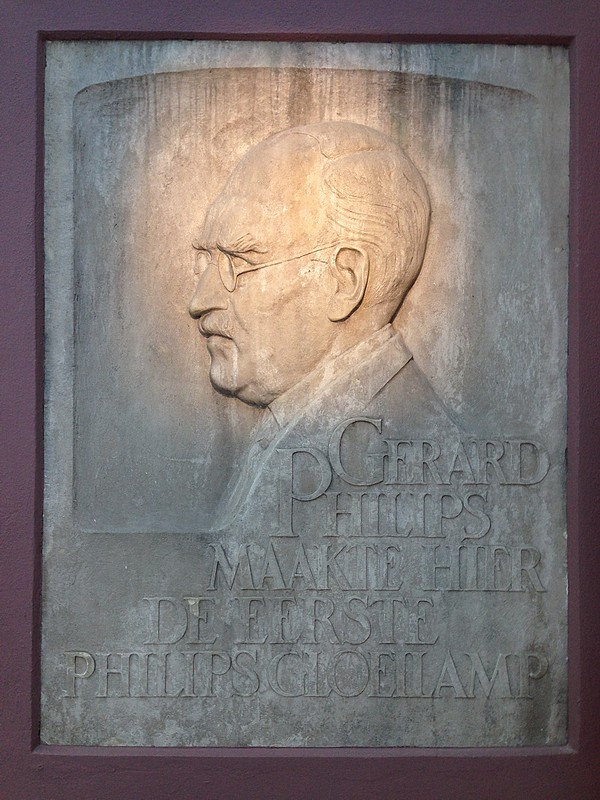 GERARD
PHILIPS
MAAKTE HIER
DE EERSTE
PHILIPS GLOEILAMP